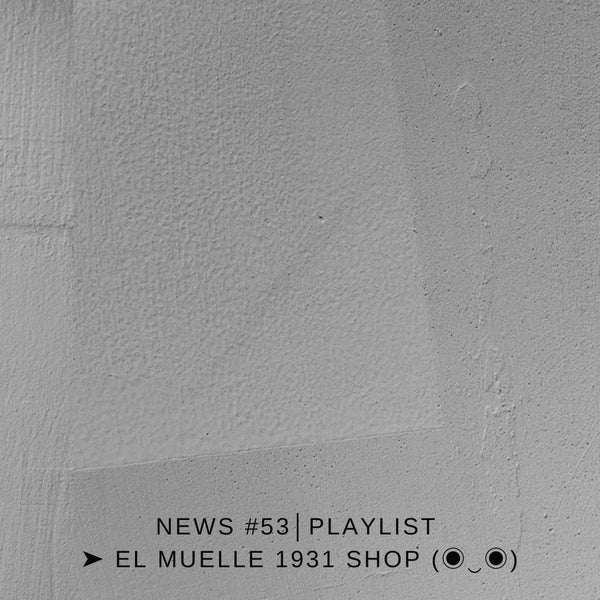 NEWS #53│PLAYLIST
➤ EL MUELLE 1931 SHOP (◉‿◉)